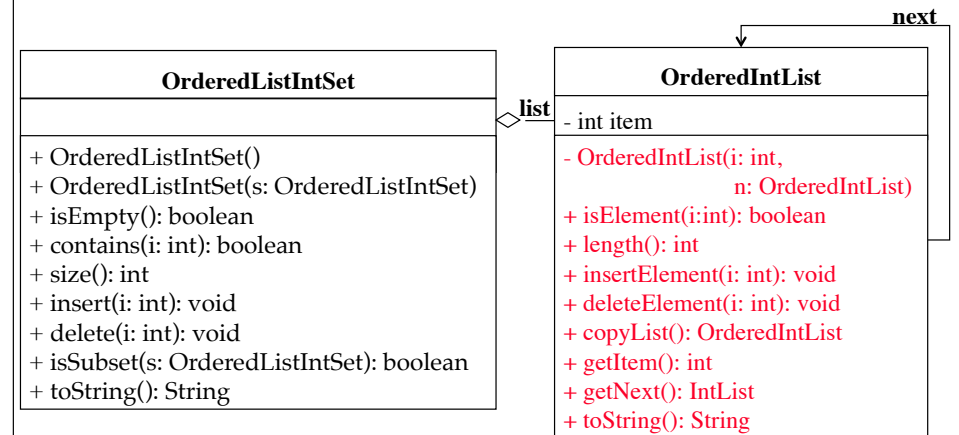 next
OrderedListIntSet
+ OrderedListIntSet()
+ OrderedListIntSet(s: OrderedListIntSet)
+ isEmpty(): boolean
+ contains(i: int): boolean
+ size(): int
+ insert(i: int): void
+ delete(i: int): void
+ isSubset(s: OrderedListIntSet): boolean
+ toString(): String
list
OrderedIntList
- int item
- OrderedIntList(i: int,
n: OrderedIntList)
+ isElement(i:int): boolean
+ length(): int
+ insertElement(i: int): void
+ deleteElement(i: int): void
+ copyList(): OrderedIntList
+ getItem(): int
+ getNext(): IntList
+ toString(): String